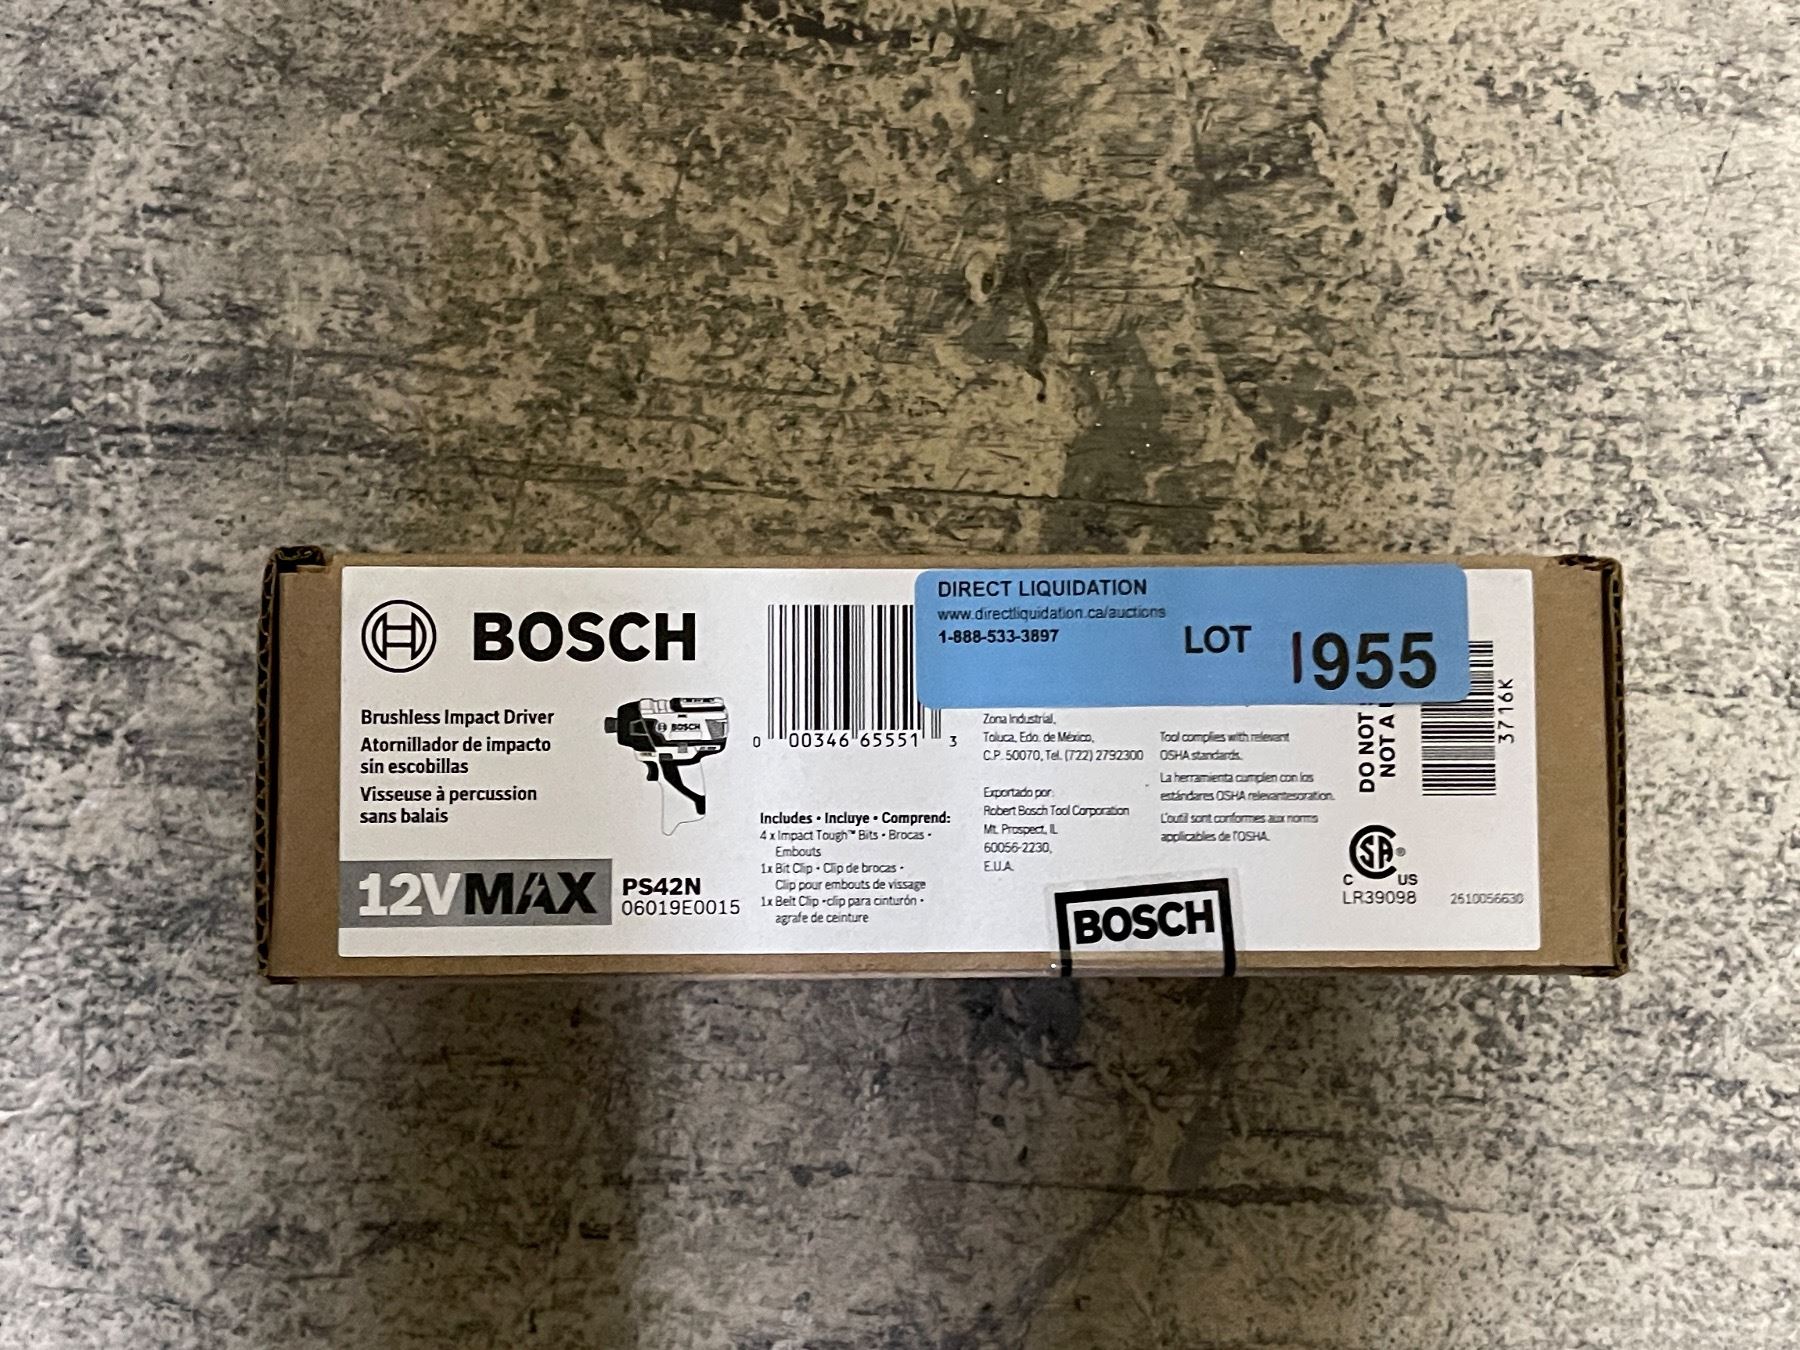 BOSCH
Brushless Impact Driver
Atornillador de impacto
sin escobillas
Visseuse à percussion
sans balais
BOSCH
12VMAX
PS42N
06019E0015
0 00346 65551 3
Includes • Incluye • Comprend:
4 x Impact Tough™ Bits • Brocas •
Embouts
1x Bit Clip • Clip de brocas •
Clip pour embouts de vissage
1x Belt Clip •clip para cinturón •
agrafe de ceinture
DIRECT LIQUIDATION
www.directliquidation.ca/auctions
1-888-533-3897
LOT 1955
Zona Industrial,
Toluca, Edo. de México,
C.P. 50070, Tel. (722) 2792300
Exportado por:
Robert Bosch Tool Corporation
Mt. Prospect, IL
60056-2230,
E.U.A.
Tool complies with relevant
OSHA standards.
La herramienta cumplen con los
estándares OSHA relevantesoration.
L'outil sont conformes aux norms
applicables de l'OSHA.
DO NOT
NOT A
3716K
CSA®
C US
LR39098
2610056630
BOSCH